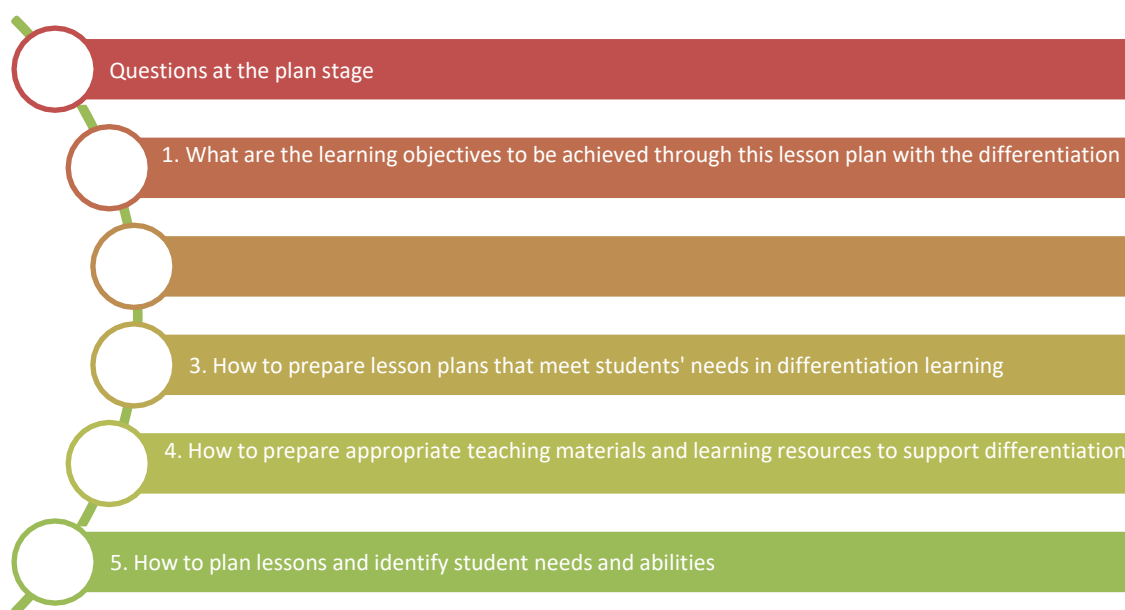 Questions at the plan stage
1. What are the learning objectives to be achieved through this lesson plan with the differentiation
3. How to prepare lesson plans that meet students' needs in differentiation learning
4. How to prepare appropriate teaching materials and learning resources to support differentiation
5. How to plan lessons and identify student needs and abilities